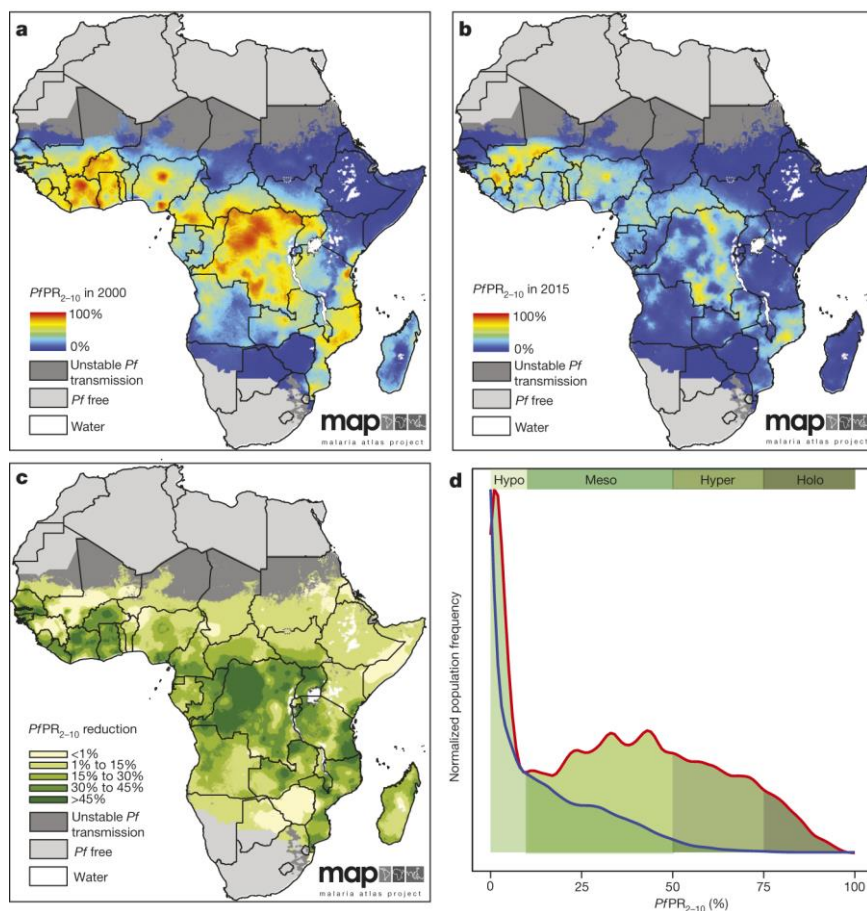 a
PfPR2–10 in 2000
100%
0%
Unstable Pf
transmission
Pf free
Water
map
malaria atlas project
b
PfPR2–10 in 2015
100%
0%
Unstable Pf
transmission
Pf free
Water
map
malaria atlas project
c
PfPR2–10 reduction
<1%
1% to 15%
15% to 30%
30% to 45%
>45%
Unstable Pf
transmission
Pf free
Water
map
malaria atlas project
d
Hypo Meso Hyper Holo
Normalized population frequency
0 25 50 75 100
PfPR2–10 (%)